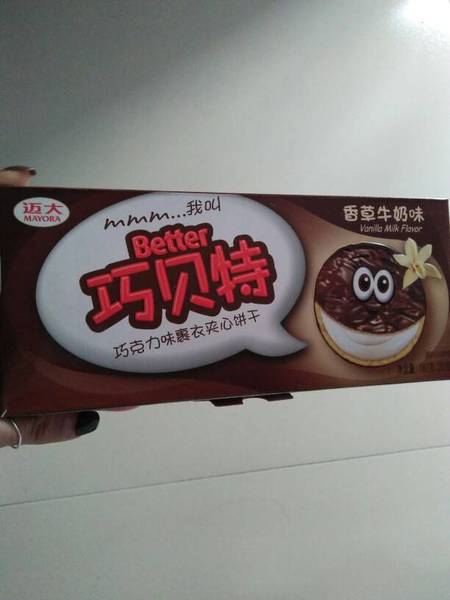 迈大
MAYORA
mmm...我叫
Better
巧贝特
巧克力味裹衣夹心饼干
香草牛奶味
Vanilla Milk Flavor